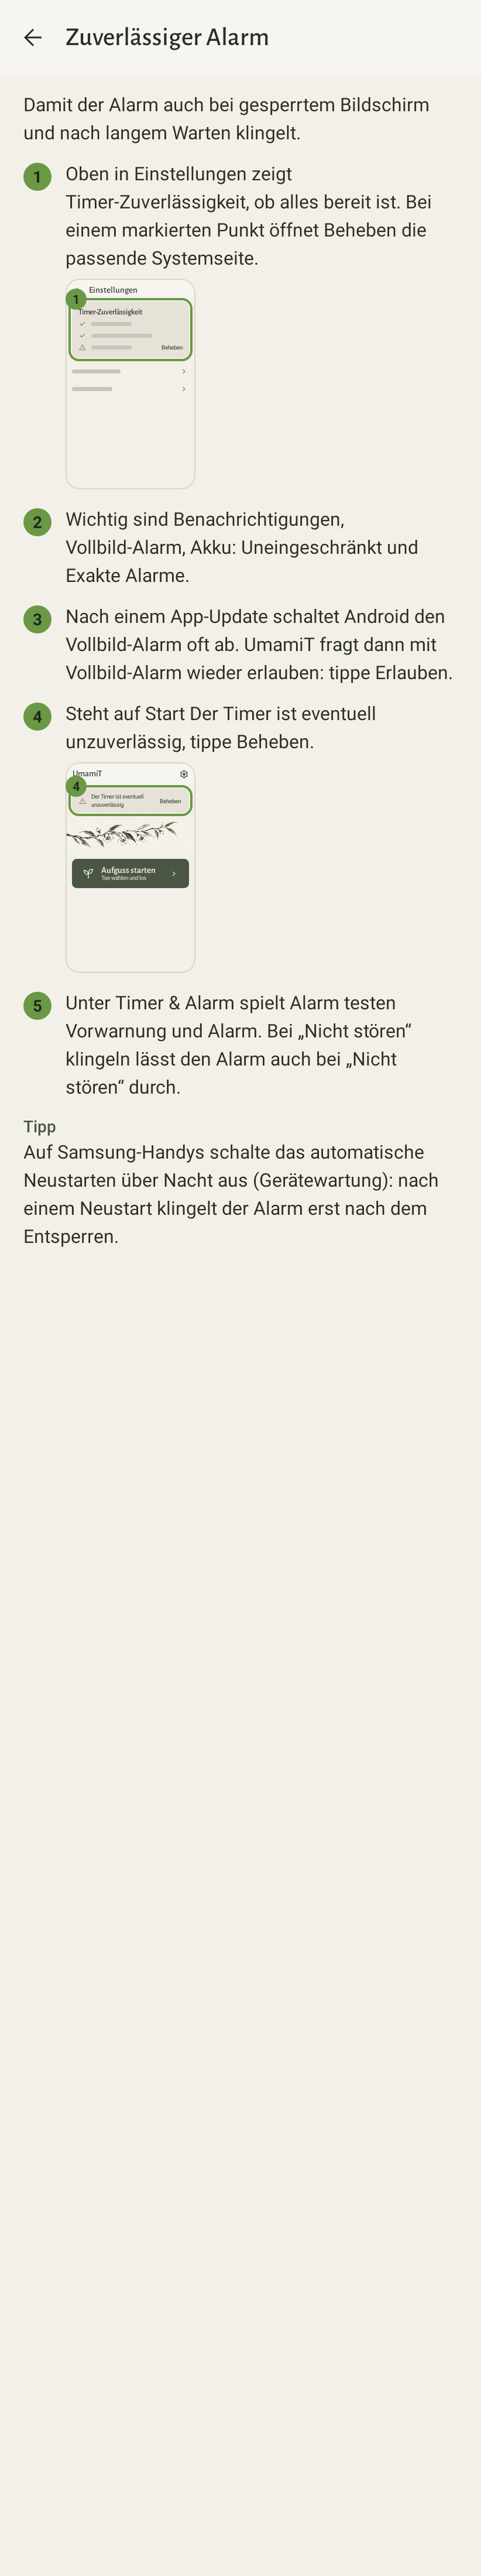 Zuverlässiger Alarm
Damit der Alarm auch bei gesperrtem Bildschirm
und nach langem Warten klingelt.
1
Oben in Einstellungen zeigt
Timer-Zuverlässigkeit, ob alles bereit ist. Bei
einem markierten Punkt öffnet Beheben die
passende Systemseite.
Einstellungen
1
Timer-Zuverlässigkeit
Beheben
2
Wichtig sind Benachrichtigungen,
Vollbild-Alarm, Akku: Uneingeschränkt und
Exakte Alarme.
3
Nach einem App-Update schaltet Android den
Vollbild-Alarm oft ab. UmamiT fragt dann mit
Vollbild-Alarm wieder erlauben: tippe Erlauben.
4
Steht auf Start Der Timer ist eventuell
unzuverlässig, tippe Beheben.
UmamiT
4
Der Timer ist eventuell
unzuverlässig
Beheben
Aufguss starten
Tee wählen und los
5
Unter Timer & Alarm spielt Alarm testen
Vorwarnung und Alarm. Bei „Nicht stören“
klingeln lässt den Alarm auch bei „Nicht
stören“ durch.
Tipp
Auf Samsung-Handys schalte das automatische
Neustarten über Nacht aus (Gerätewartung): nach
einem Neustart klingelt der Alarm erst nach dem
Entsperren.